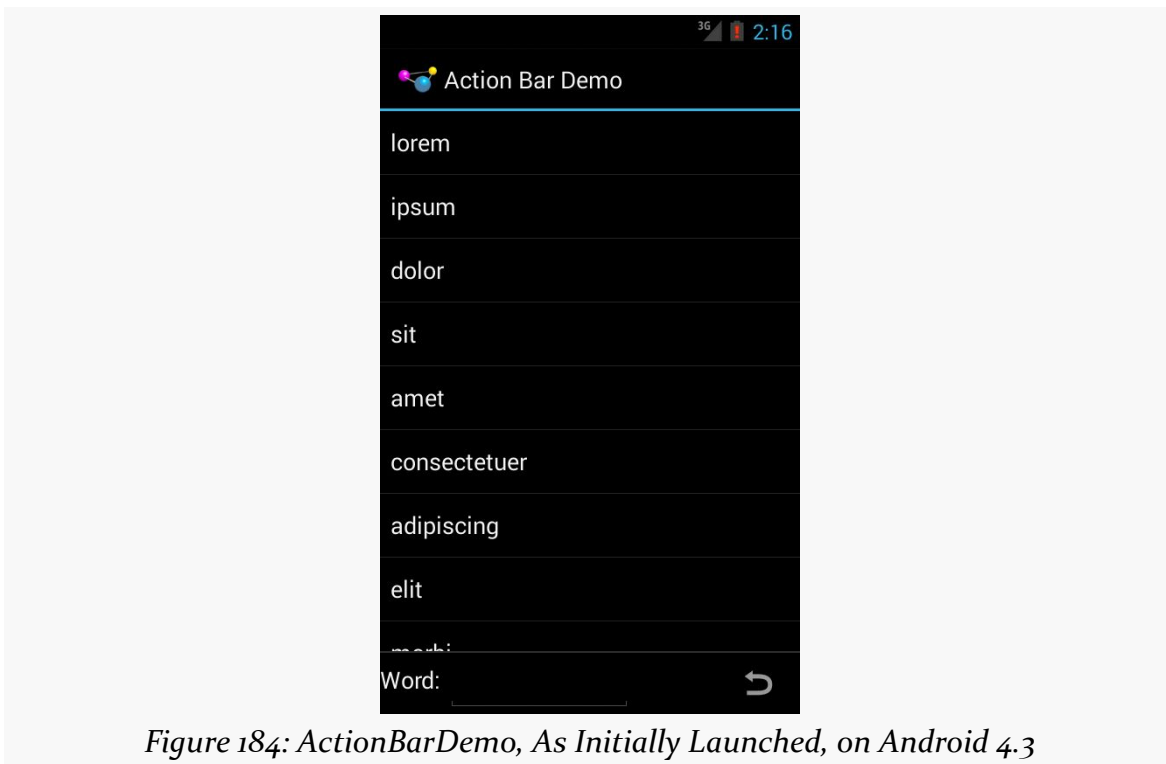 3G 2:16
Action Bar Demo
lorem
ipsum
dolor
sit
amet
consectetuer
adipiscing
elit
morbi
Word:
Figure 184: ActionBarDemo, As Initially Launched, on Android 4.3